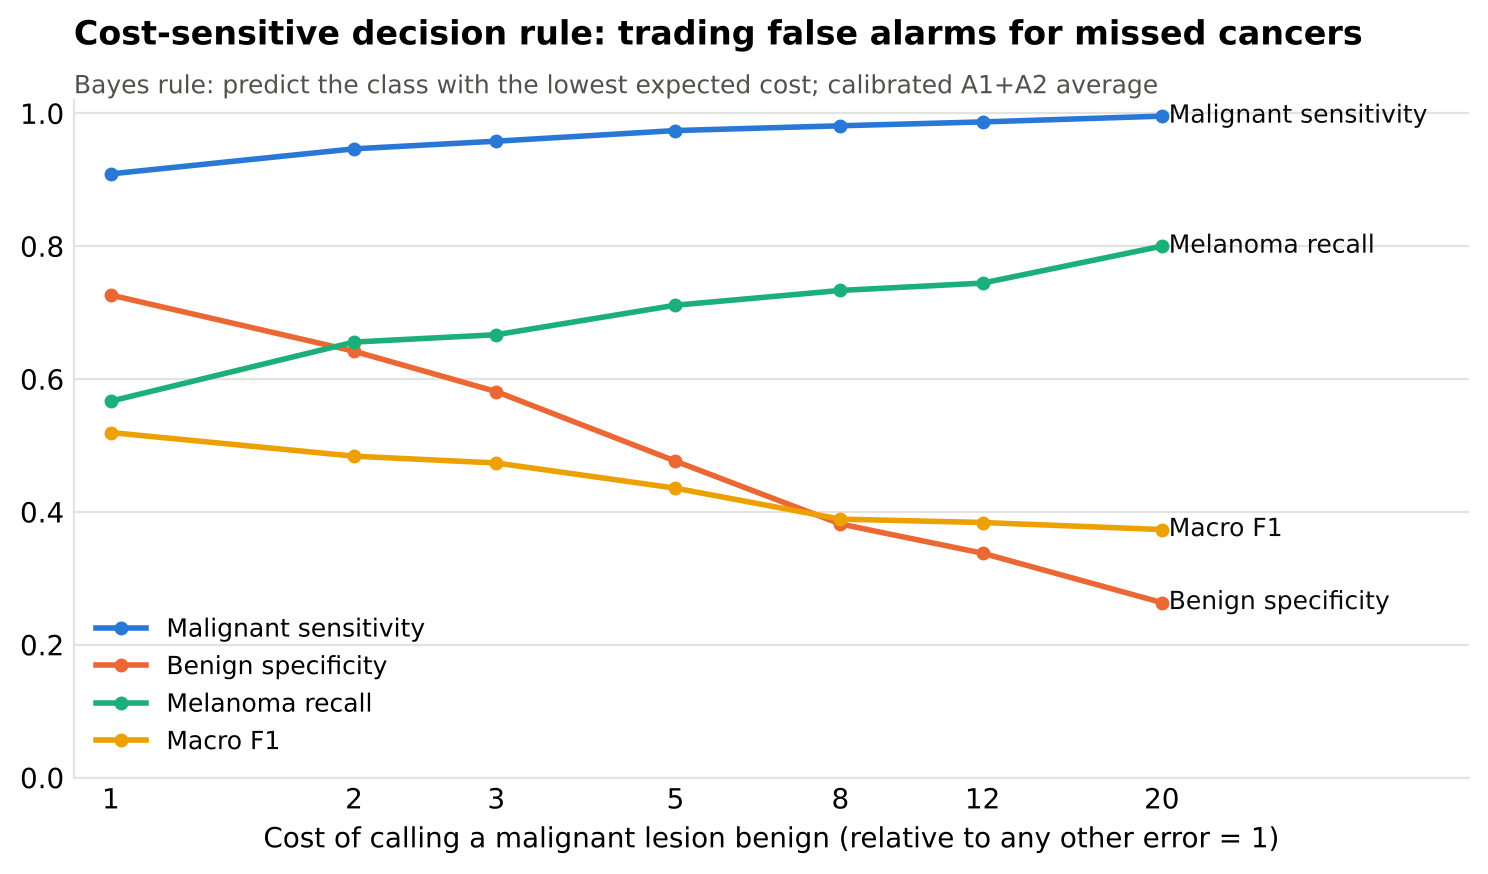 Cost-sensitive decision rule: trading false alarms for missed cancers
Bayes rule: predict the class with the lowest expected cost; calibrated A1+A2 average
1.0
Malignant sensitivity
0.8
Melanoma recall
0.6
0.4
Macro F1
Benign specificity
Malignant sensitivity
0.2
Benign specificity
Melanoma recall
Macro F1
0.0
1 2 3 5 8 12 20
Cost of calling a malignant lesion benign (relative to any other error = 1)